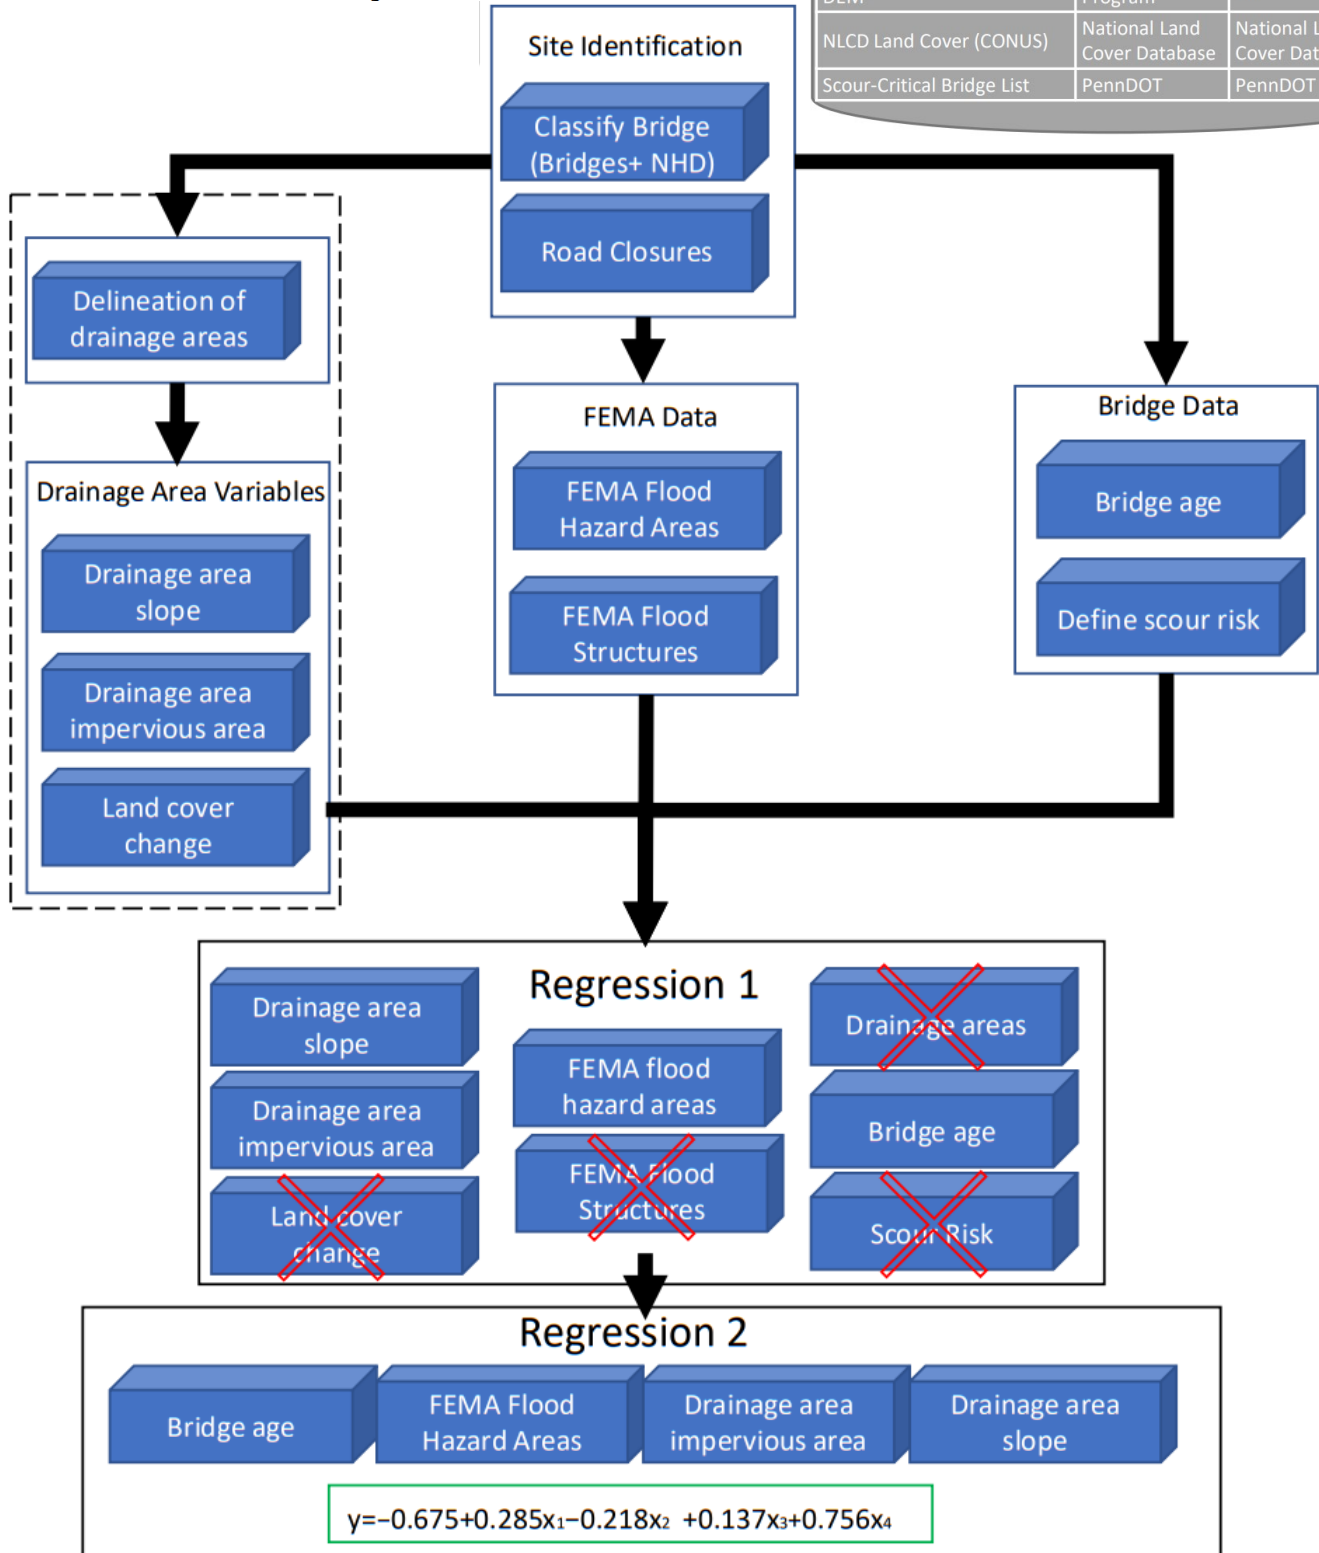 Site Identification
Classify Bridge
(Bridges+ NHD)
Road Closures
DEM
Program
NLCD Land Cover (CONUS)
National Land
Cover Database
National L
Cover Dat
Scour-Critical Bridge List
PennDOT
PennDOT
Delineation of
drainage areas
Drainage Area Variables
Drainage area
slope
Drainage area
impervious area
Land cover
change
FEMA Data
FEMA Flood
Hazard Areas
FEMA Flood
Structures
Bridge Data
Bridge age
Define scour risk
Regression 1
Drainage area
slope
Drainage area
impervious area
Land cover
change
FEMA flood
hazard areas
FEMA Flood
Structures
Drainage areas
Bridge age
Scour Risk
Regression 2
Bridge age
FEMA Flood
Hazard Areas
Drainage area
impervious area
Drainage area
slope
y=−0.675+0.285x₁−0.218x₂ +0.137x₃+0.756x₄